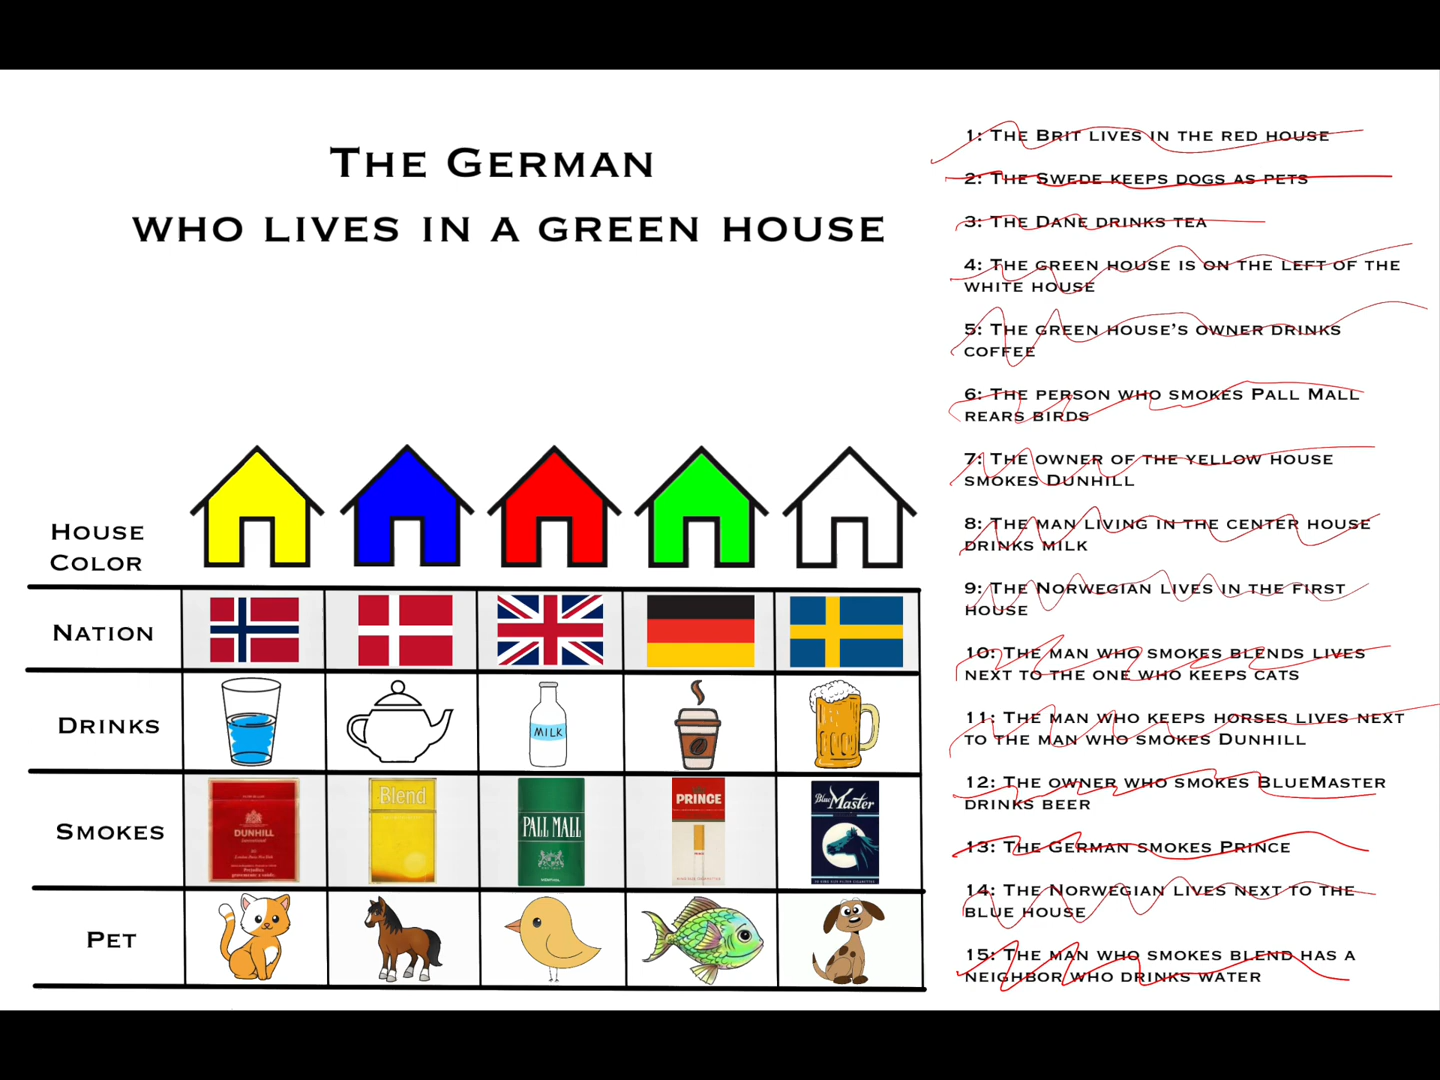 The German
who lives in a green house
1: The Brit lives in the red house
2: The Swede keeps dogs as pets
3: The Dane drinks tea
4: The green house is on the left of the
white house
5: The green house's owner drinks
coffee
6: The person who smokes Pall Mall
rears birds
7: The owner of the yellow house
smokes Dunhill
8: The man living in the center house
drinks milk
9: The Norwegian lives in the first
house
10: The man who smokes blends lives
next to the one who keeps cats
11: The man who keeps horses lives next
to the man who smokes Dunhill
12: The owner who smokes BlueMaster
drinks beer
13: The German smokes Prince
14: The Norwegian lives next to the
blue house
15: The man who smokes blend has a
neighbor who drinks water
House
Color
Nation
Drinks
MILK
Smokes
DUNHILL
International
Blend
PALL MALL
PRINCE
Blue Master
Pet